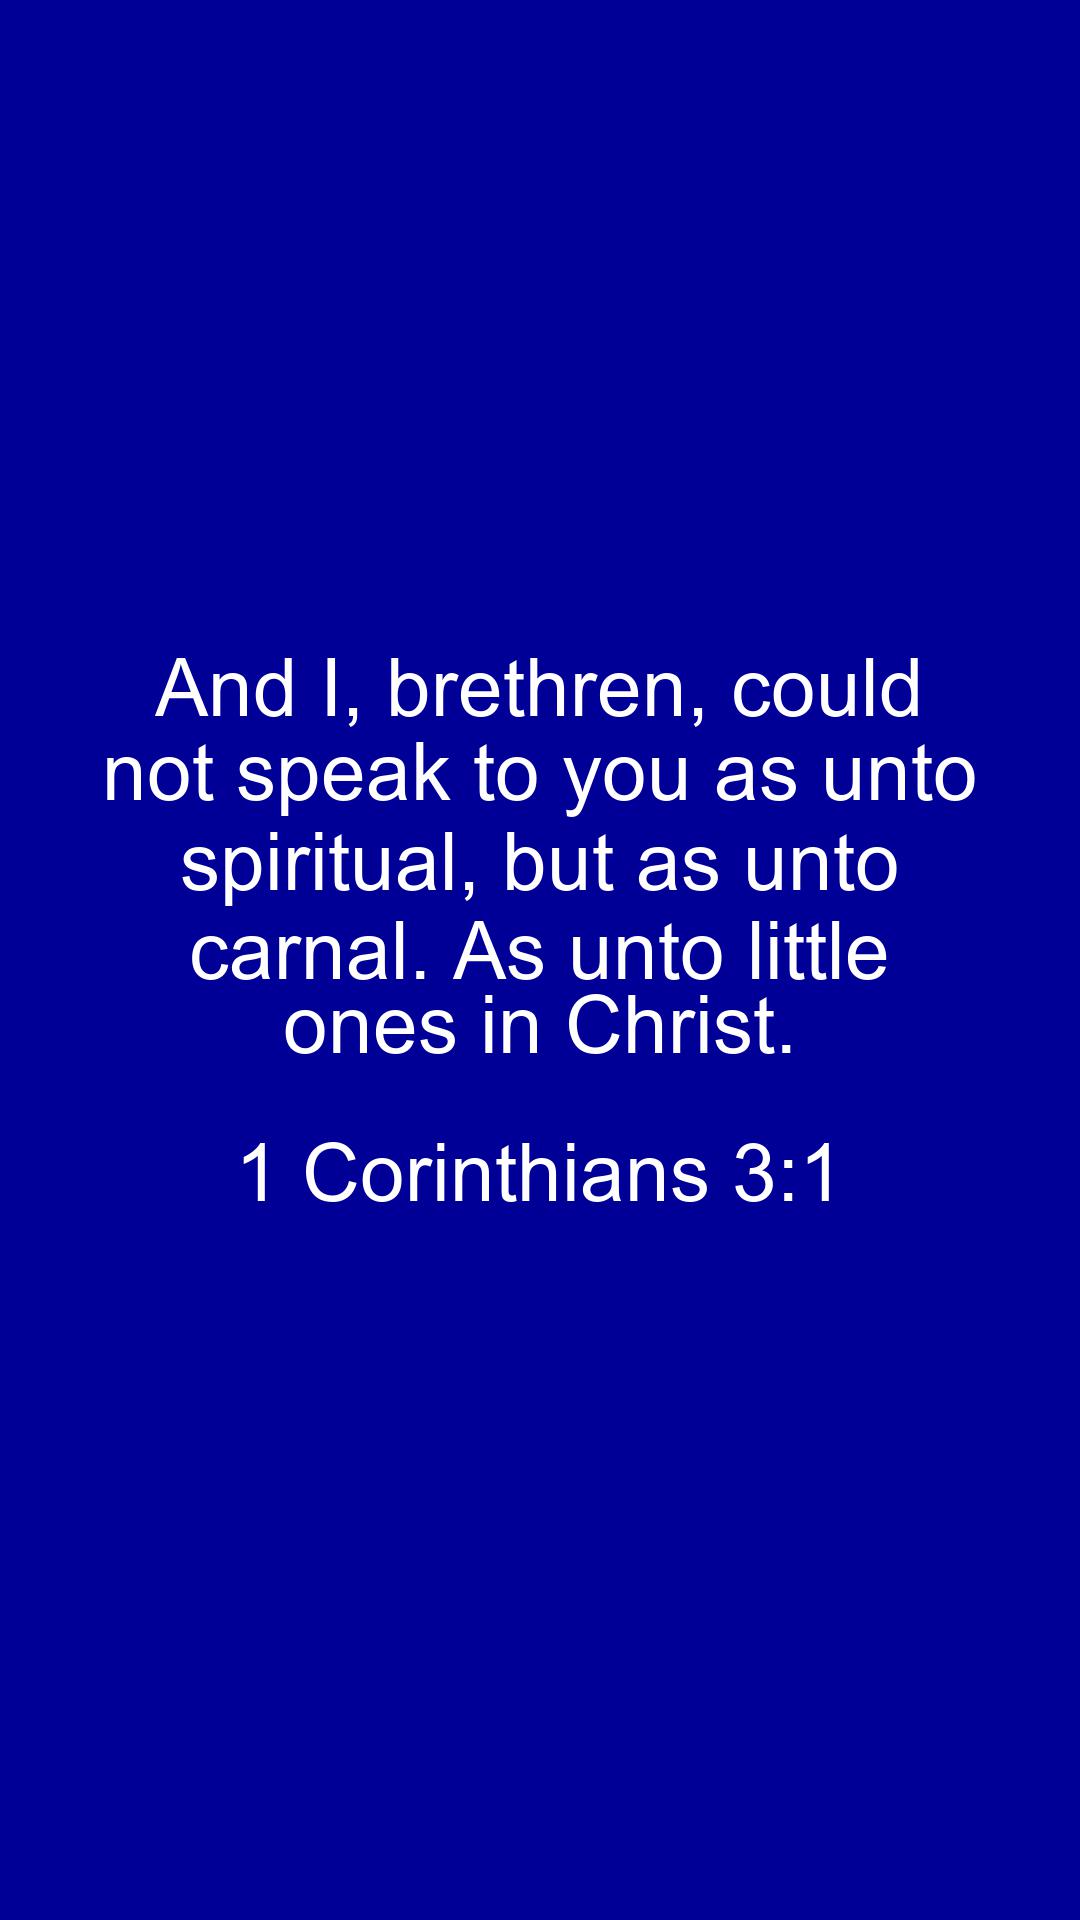 And I, brethren, could
not speak to you as unto
spiritual, but as unto
carnal. As unto little
ones in Christ.
1 Corinthians 3:1